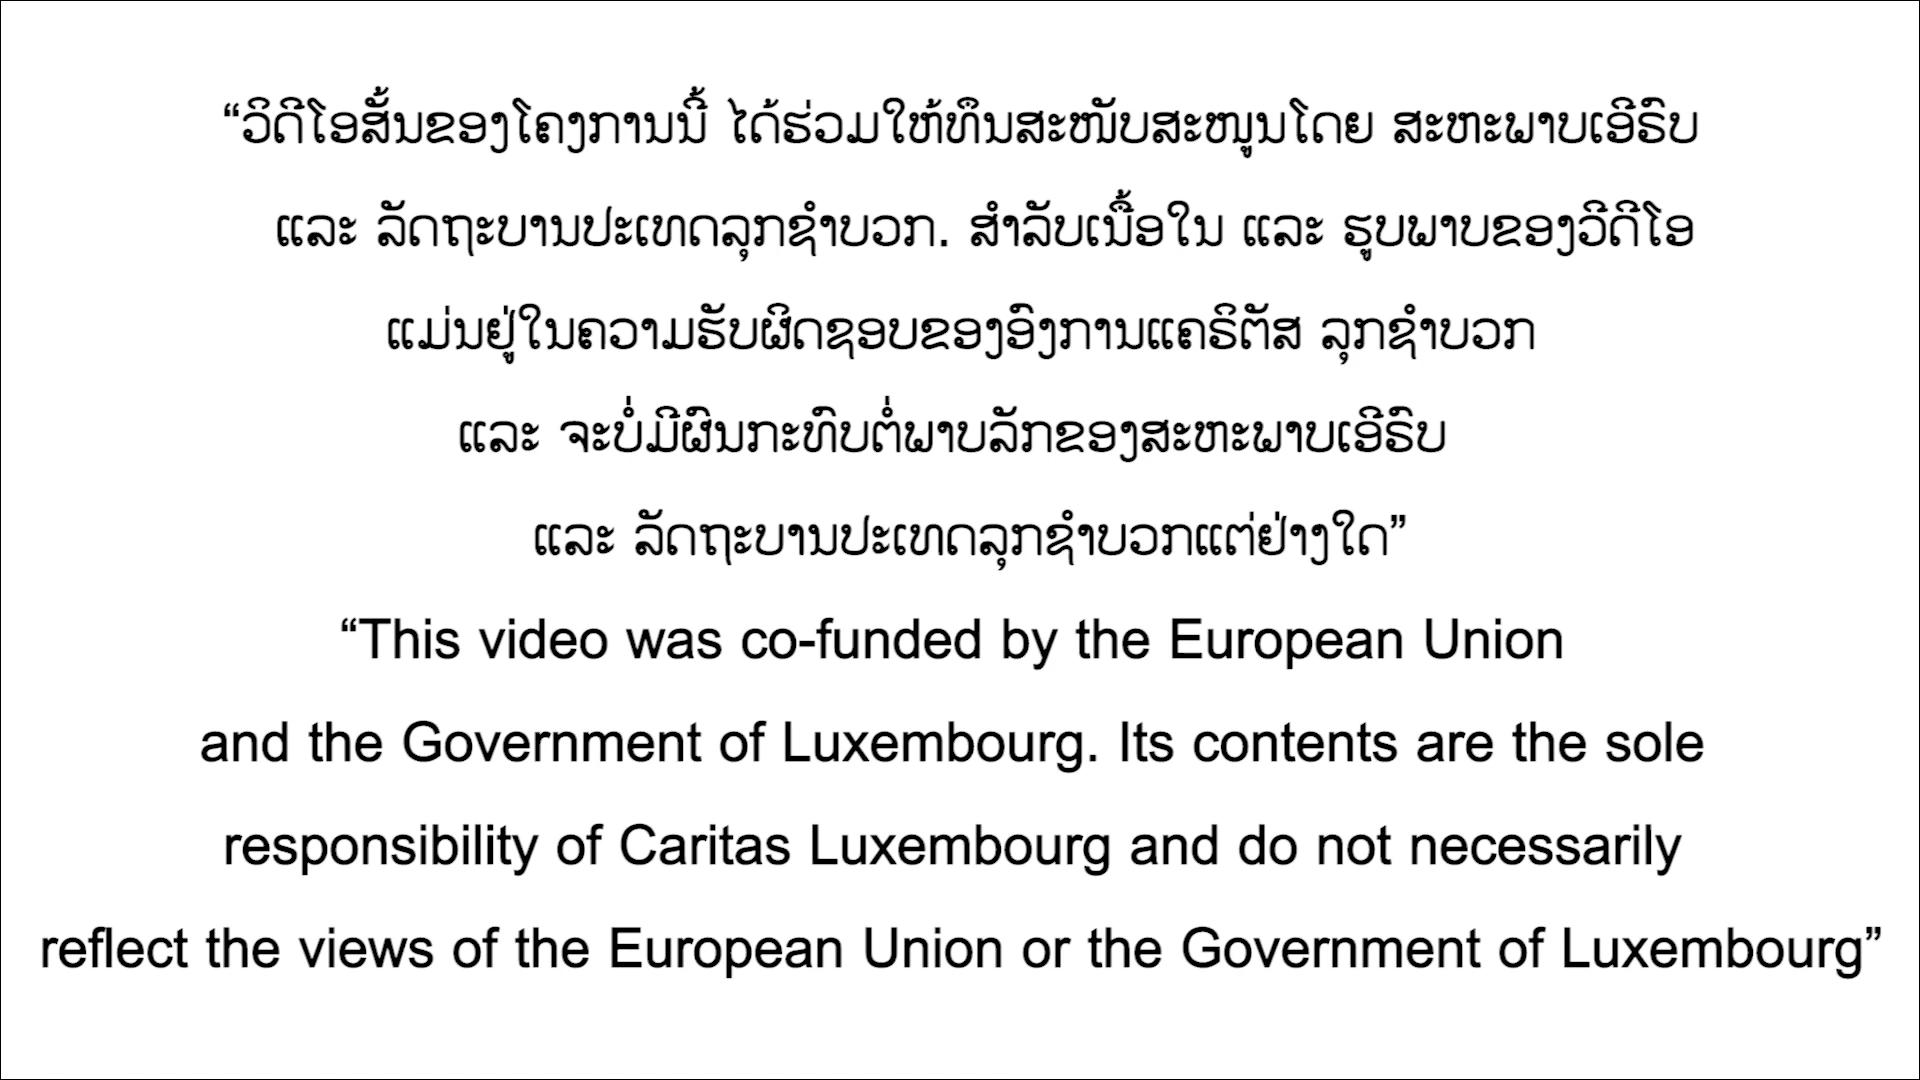 “ວິດີໂອສັ້ນຂອງໂຄງການນີ້ ໄດ້ຮ່ວມໃຫ້ທຶນສະໜັບສະໜູນໂດຍ ສະຫະພາບເອີຣົບ
ແລະ ລັດຖະບານປະເທດລຸກຊຳບວກ. ສຳລັບເນື້ອໃນ ແລະ ຮູບພາບຂອງວີດີໂອ
ແມ່ນຢູ່ໃນຄວາມຮັບຜິດຊອບຂອງອົງການແຄຣິຕັສ ລຸກຊຳບວກ
ແລະ ຈະບໍ່ມີຜົນກະທົບຕໍ່ພາບລັກຂອງສະຫະພາບເອີຣົບ
ແລະ ລັດຖະບານປະເທດລຸກຊຳບວກແຕ່ຢ່າງໃດ”
“This video was co-funded by the European Union
and the Government of Luxembourg. Its contents are the sole
responsibility of Caritas Luxembourg and do not necessarily
reflect the views of the European Union or the Government of Luxembourg”